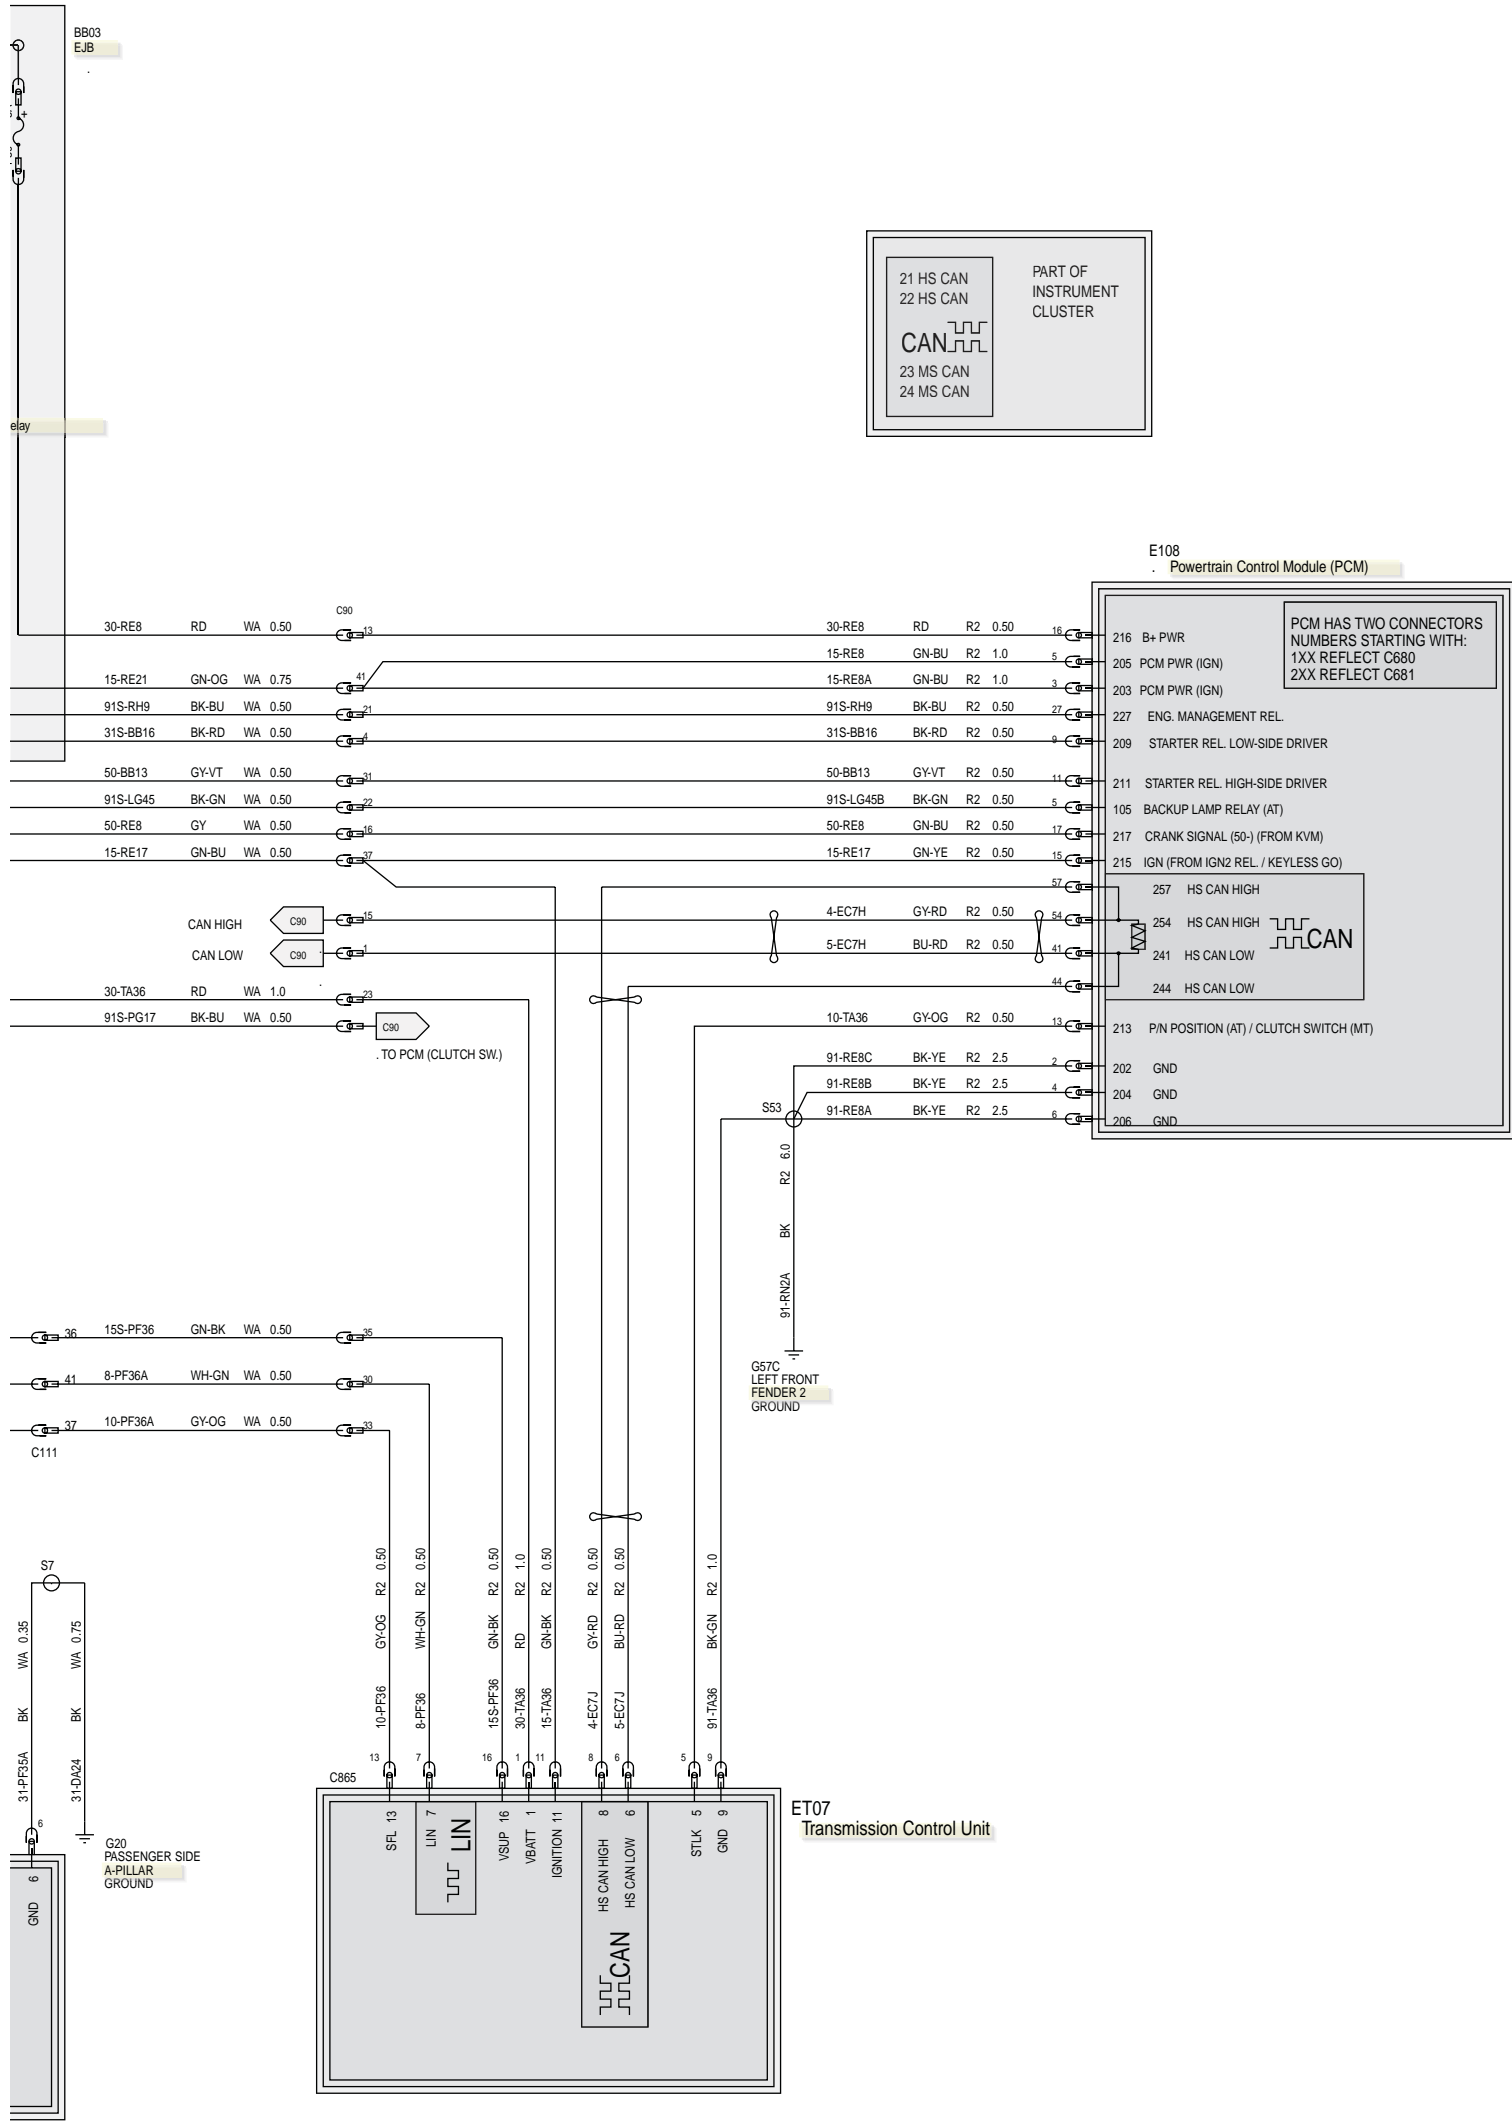 BB03
EJB
.
+
elay
21 HS CAN
22 HS CAN
CAN
23 MS CAN
24 MS CAN
PART OF
INSTRUMENT
CLUSTER
E108
. Powertrain Control Module (PCM)
PCM HAS TWO CONNECTORS
NUMBERS STARTING WITH:
1XX REFLECT C680
2XX REFLECT C681
C90
30-RE8 RD WA 0.50 13 30-RE8 RD R2 0.50 16 216 B+ PWR
15-RE8 GN-BU R2 1.0 5 205 PCM PWR (IGN)
15-RE21 GN-OG WA 0.75 41 15-RE8A GN-BU R2 1.0 3 203 PCM PWR (IGN)
91S-RH9 BK-BU WA 0.50 21 91S-RH9 BK-BU R2 0.50 27 227 ENG. MANAGEMENT REL.
31S-BB16 BK-RD WA 0.50 4 31S-BB16 BK-RD R2 0.50 9 209 STARTER REL. LOW-SIDE DRIVER
50-BB13 GY-VT WA 0.50 31 50-BB13 GY-VT R2 0.50 11 211 STARTER REL. HIGH-SIDE DRIVER
91S-LG45 BK-GN WA 0.50 22 91S-LG45B BK-GN R2 0.50 5 105 BACKUP LAMP RELAY (AT)
50-RE8 GY WA 0.50 16 50-RE8 GN-BU R2 0.50 17 217 CRANK SIGNAL (50-) (FROM KVM)
15-RE17 GN-BU WA 0.50 37 15-RE17 GN-YE R2 0.50 15 215 IGN (FROM IGN2 REL. / KEYLESS GO)
57 257 HS CAN HIGH
CAN HIGH C90 15 4-EC7H GY-RD R2 0.50 54 254 HS CAN HIGH
CAN
CAN LOW C90 1 5-EC7H BU-RD R2 0.50 41 241 HS CAN LOW
44 244 HS CAN LOW
30-TA36 RD WA 1.0 23
91S-PG17 BK-BU WA 0.50 C90
. TO PCM (CLUTCH SW.)
10-TA36 GY-OG R2 0.50 13 213 P/N POSITION (AT) / CLUTCH SWITCH (MT)
91-RE8C BK-YE R2 2.5 2 202 GND
91-RE8B BK-YE R2 2.5 4 204 GND
S53 91-RE8A BK-YE R2 2.5 6 206 GND
91-RN2A BK R2 6.0
G57C
LEFT FRONT
FENDER 2
GROUND
36 15S-PF36 GN-BK WA 0.50 35
41 8-PF36A WH-GN WA 0.50 30
37 10-PF36A GY-OG WA 0.50 33
C111
S7
31-PF35A BK WA 0.35
31-DA24 BK WA 0.75
6
GND 6
G20
PASSENGER SIDE
A-PILLAR
GROUND
10-PF36 GY-OG R2 0.50
8-PF36 WH-GN R2 0.50
15S-PF36 GN-BK R2 0.50
30-TA36 RD R2 1.0
15-TA36 GN-BK R2 0.50
4-EC7J GY-RD R2 0.50
5-EC7J BU-RD R2 0.50
91-TA36 BK-GN R2 1.0
C865
13 7 16 1 11 8 6 5 9
SFL 13
LIN 7
LIN
VSUP 16
VBATT 1
IGNITION 11
HS CAN HIGH 8
HS CAN LOW 6
CAN
STLK 5
GND 9
ET07
Transmission Control Unit